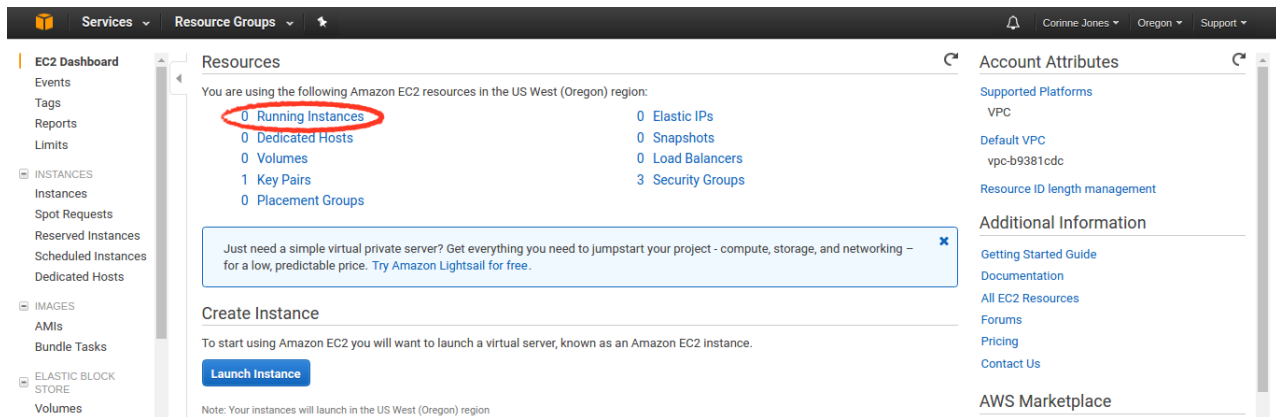 Services Resource Groups Corinne Jones Oregon Support
EC2 Dashboard
Events
Tags
Reports
Limits
INSTANCES
Instances
Spot Requests
Reserved Instances
Scheduled Instances
Dedicated Hosts
IMAGES
AMIs
Bundle Tasks
ELASTIC BLOCK
STORE
Volumes
Resources
You are using the following Amazon EC2 resources in the US West (Oregon) region:
0 Running Instances
0 Dedicated Hosts
0 Volumes
1 Key Pairs
0 Placement Groups
0 Elastic IPs
0 Snapshots
0 Load Balancers
3 Security Groups
Just need a simple virtual private server? Get everything you need to jumpstart your project - compute, storage, and networking –
for a low, predictable price. Try Amazon Lightsail for free.
Create Instance
To start using Amazon EC2 you will want to launch a virtual server, known as an Amazon EC2 instance.
Launch Instance
Note: Your instances will launch in the US West (Oregon) region
Account Attributes
Supported Platforms
VPC
Default VPC
vpc-b9381cdc
Resource ID length management
Additional Information
Getting Started Guide
Documentation
All EC2 Resources
Forums
Pricing
Contact Us
AWS Marketplace